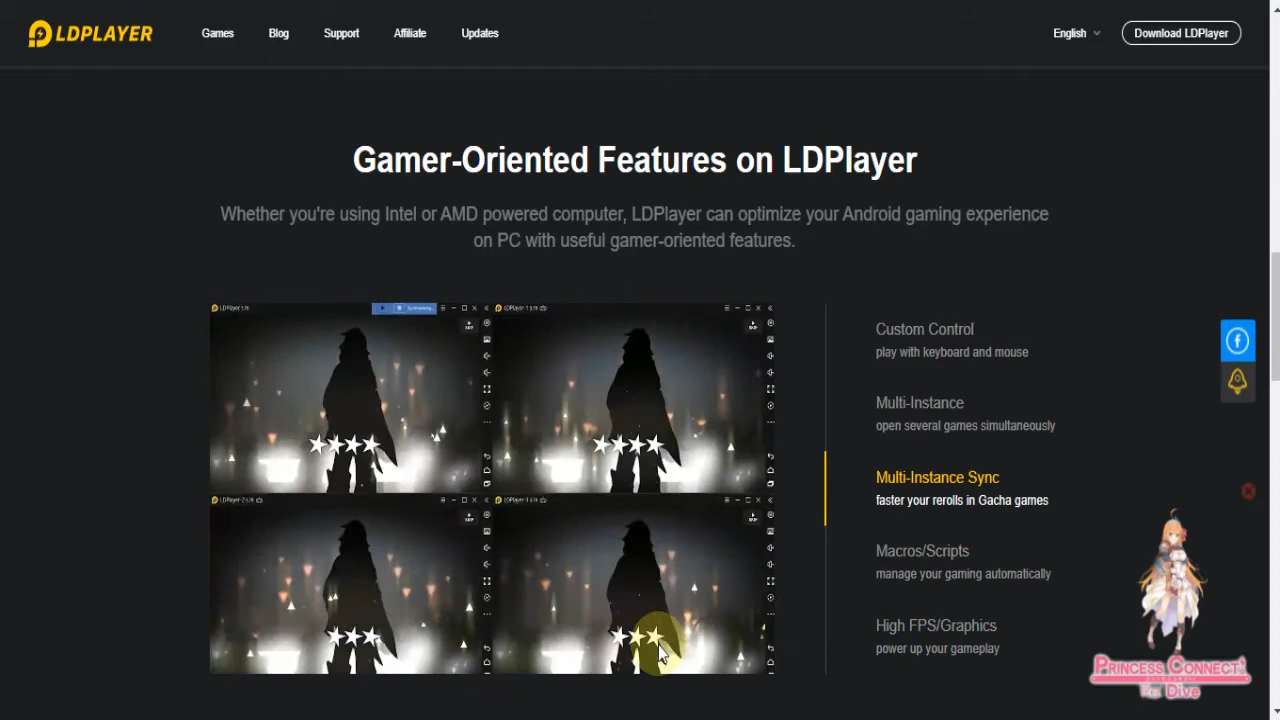 LDPLAYER
Games
Blog
Support
Affiliate
Updates
English
Download LDPlayer
Gamer-Oriented Features on LDPlayer
Whether you're using Intel or AMD powered computer, LDPlayer can optimize your Android gaming experience
on PC with useful gamer-oriented features.
SKIP
SKIP
SKIP
SKIP
Custom Control
play with keyboard and mouse
Multi-Instance
open several games simultaneously
Multi-Instance Sync
faster your rerolls in Gacha games
Macros/Scripts
manage your gaming automatically
High FPS/Graphics
power up your gameplay
PRINCESS CONNECT!
Re: Dive